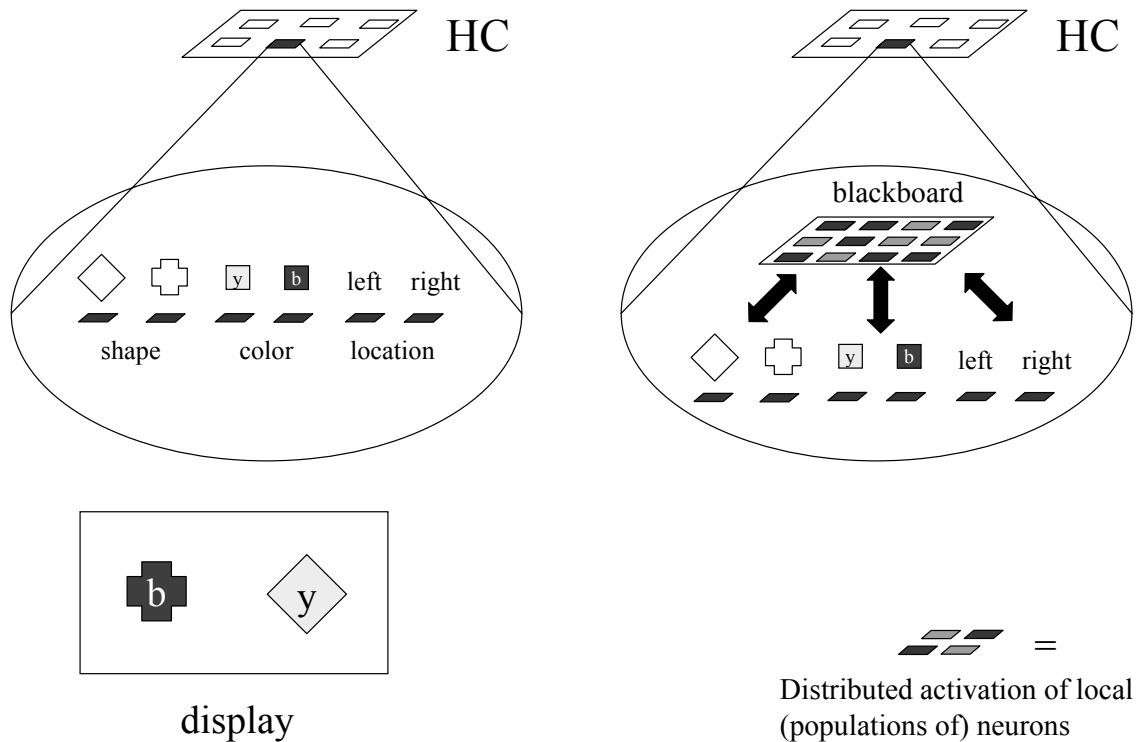 HC
y b left right
shape color location
b y
display
HC
blackboard
y b left right
=
Distributed activation of local
(populations of) neurons